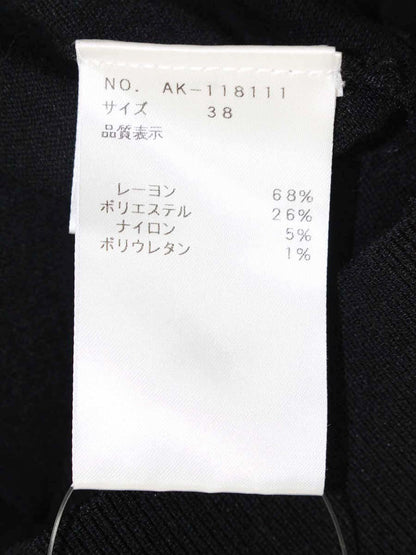 NO. AK-118111
サイズ 38
品質表示
レーヨン 68%
ポリエステル 26%
ナイロン 5%
ポリウレタン 1%